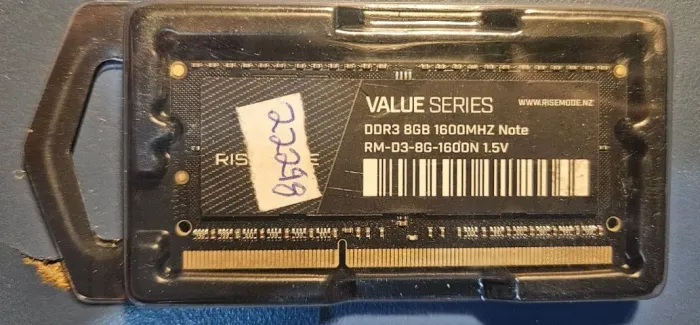 VALUE SERIES
WWW.RISEMODE.NZ
DDR3 8GB 1600MHZ Note
RM-D3-8G-1600N 1.5V